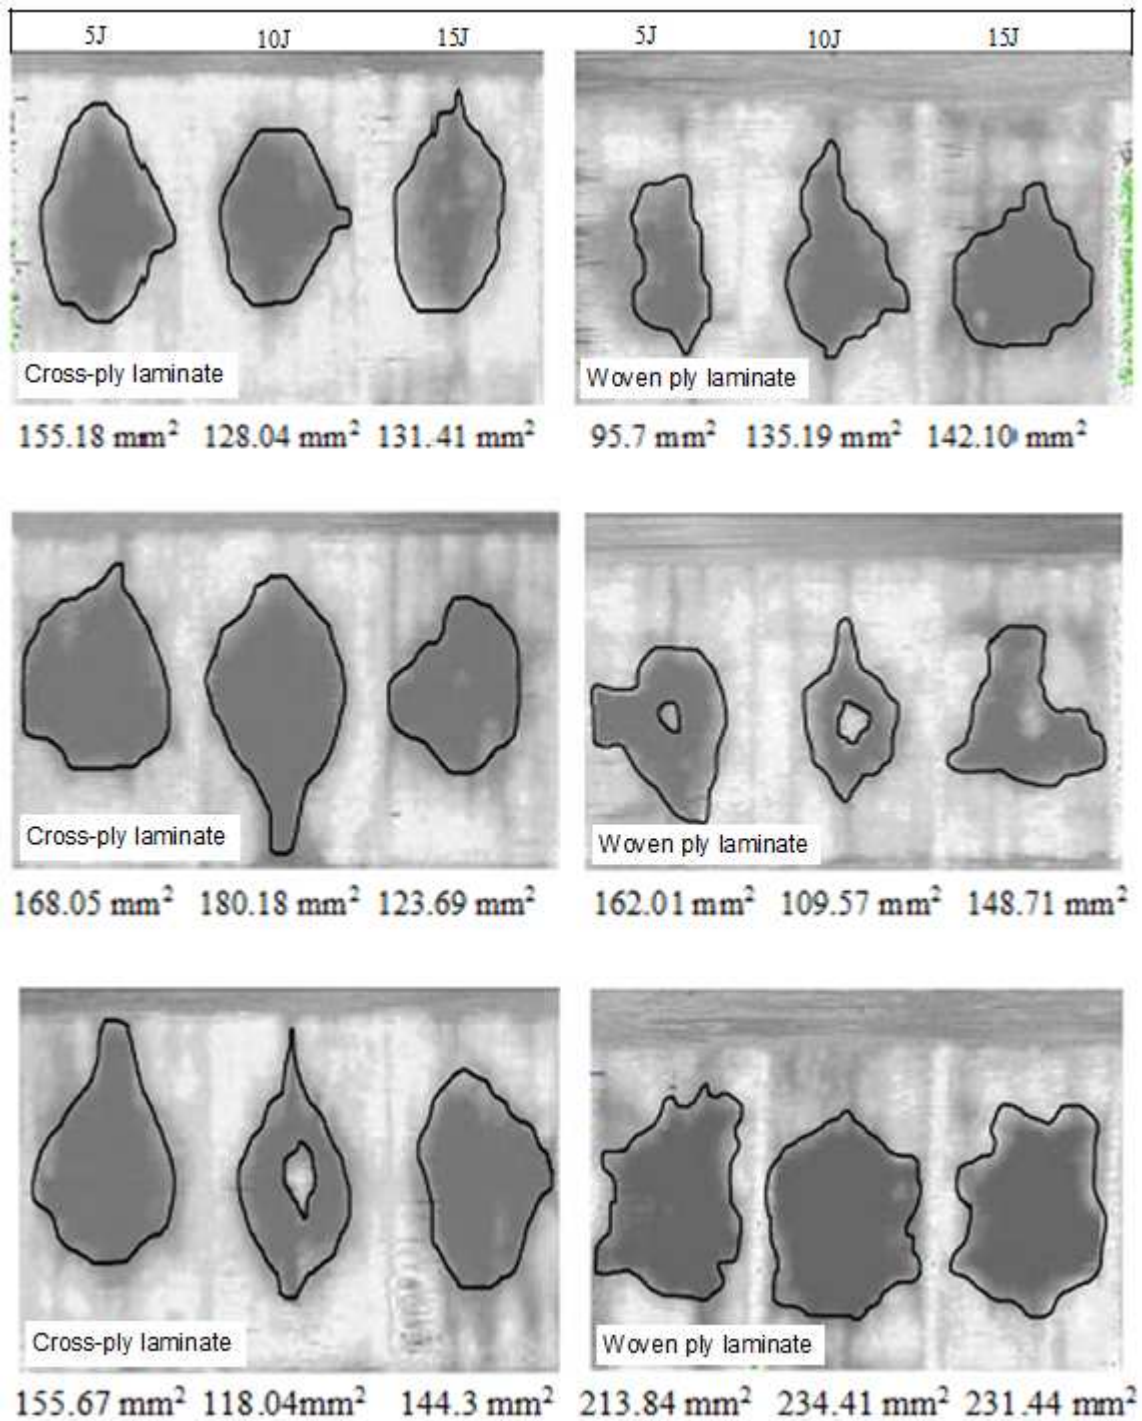 5J 10J 15J 5J 10J 15J
Cross-ply laminate Woven ply laminate
155.18 mm² 128.04 mm² 131.41 mm² 95.7 mm² 135.19 mm² 142.10 mm²
Cross-ply laminate Woven ply laminate
168.05 mm² 180.18 mm² 123.69 mm² 162.01 mm² 109.57 mm² 148.71 mm²
Cross-ply laminate Woven ply laminate
155.67 mm² 118.04mm² 144.3 mm² 213.84 mm² 234.41 mm² 231.44 mm²